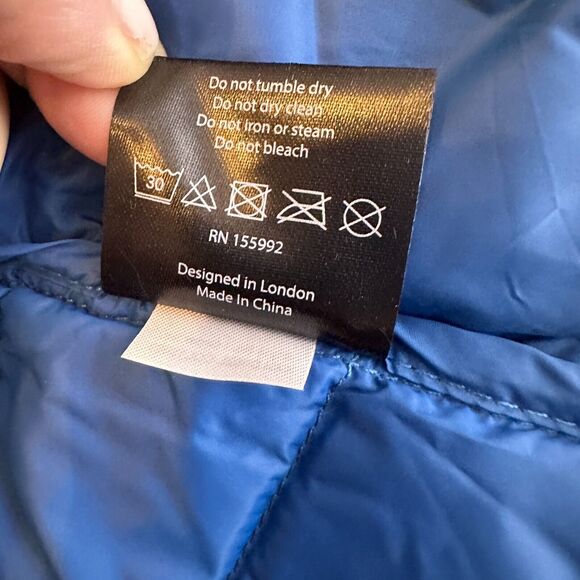 Do not tumble dry
Do not dry clean
Do not iron or steam
Do not bleach
30
RN 155992
Designed in London
Made In China